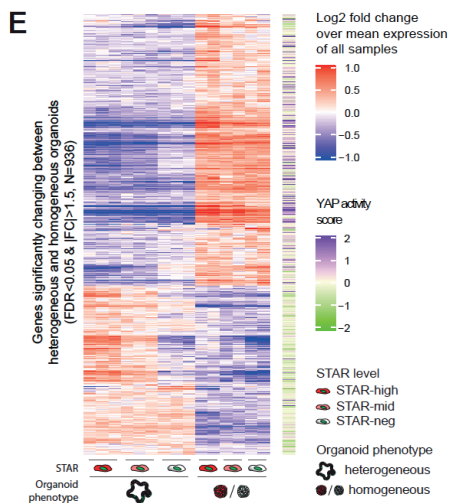 E
Genes significantly changing between
heterogeneous and homogeneous organoids
(FDR<0.05 & IFCI>1.5, N=936)
Log2 fold change
over mean expression
of all samples
1.0
0.5
0.0
−0.5
−1.0
YAP activity
score
2
1
0
−1
−2
STAR level
STAR-high
STAR-mid
STAR-neg
Organoid phenotype
heterogeneous
homogeneous
STAR
Organoid
phenotype
/
/